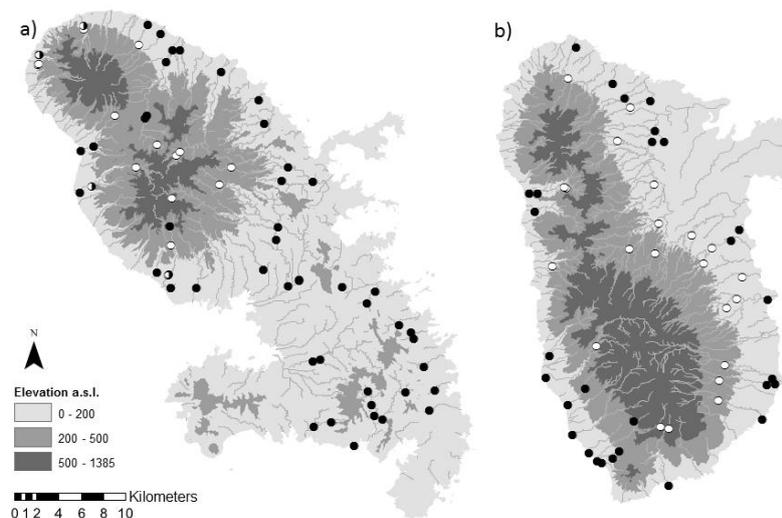 a)
b)
N
Elevation a.s.l.
0 - 200
200 - 500
500 - 1385
Kilometers
0 1 2 4 6 8 10